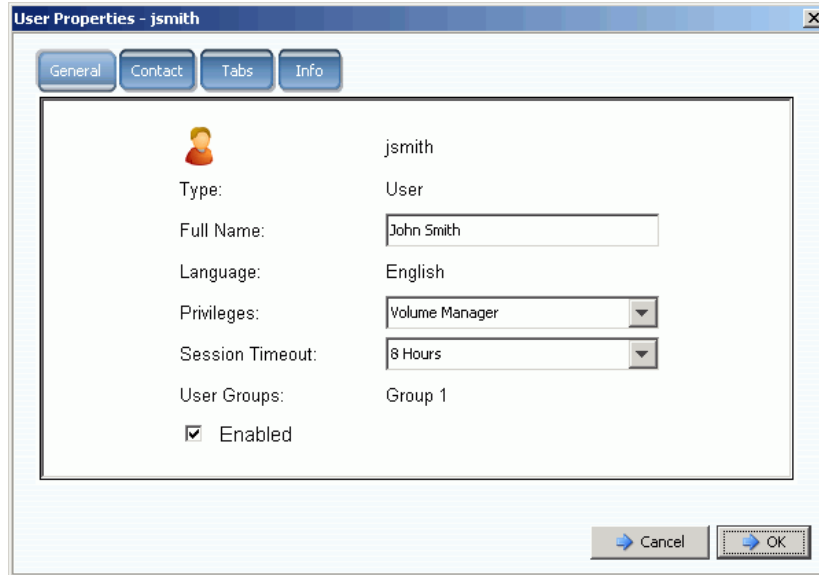 User Properties - jsmith
General Contact Tabs Info
jsmith
Type: User
Full Name: John Smith
Language: English
Privileges: Volume Manager
Session Timeout: 8 Hours
User Groups: Group 1
Enabled
Cancel OK